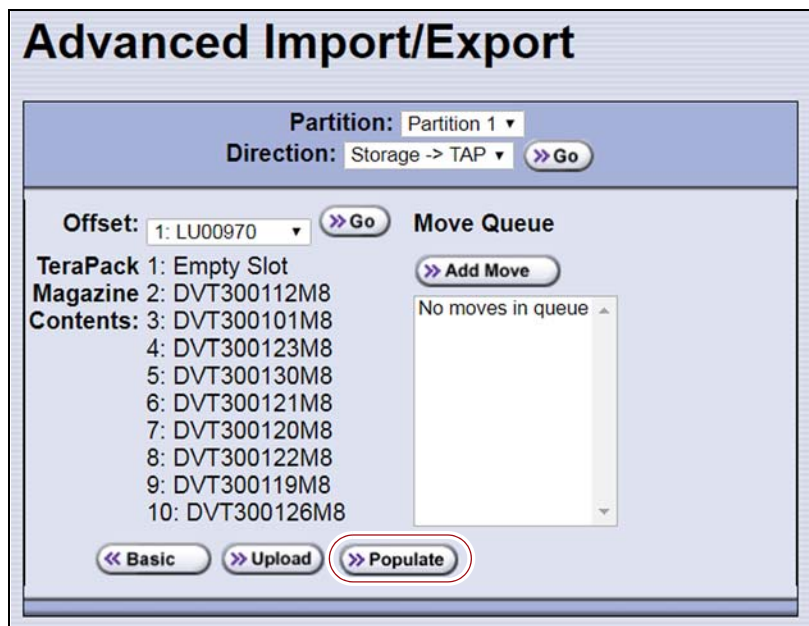 Advanced Import/Export
Partition: Partition 1
Direction: Storage -> TAP Go
Offset: 1: LU00970 Go
TeraPack Magazine Contents:
1: Empty Slot
2: DVT300112M8
3: DVT300101M8
4: DVT300123M8
5: DVT300130M8
6: DVT300121M8
7: DVT300120M8
8: DVT300122M8
9: DVT300119M8
10: DVT300126M8
Move Queue
Add Move
No moves in queue
Basic Upload Populate